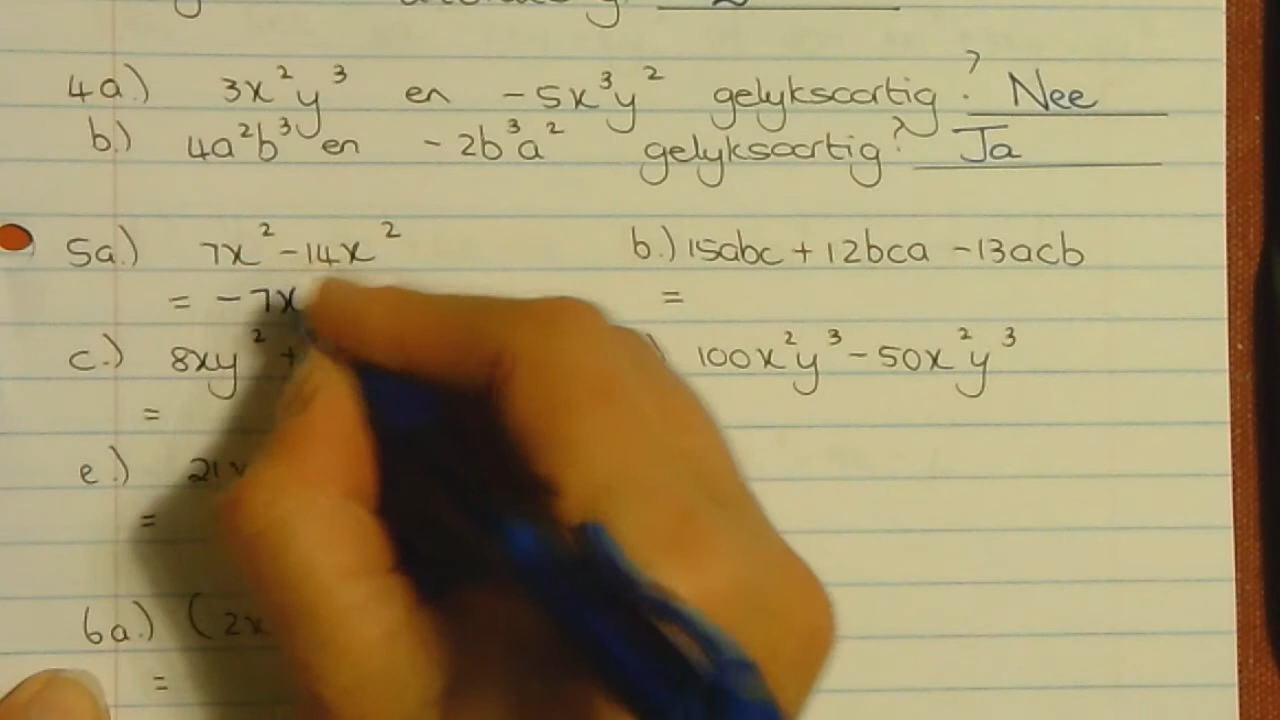 4a.) 3x²y³ en -5x³y² gelyksoortig? Nee
b.) 4a²b³ en -2b³a² gelyksoortig? Ja
5a.) 7x²-14x² b.) 15abc + 12bca - 13acb
= -7x =
c.) 8xy² + ) 100x²y³ - 50x²y³
=
e.) 21
=
6a.) (2x
=